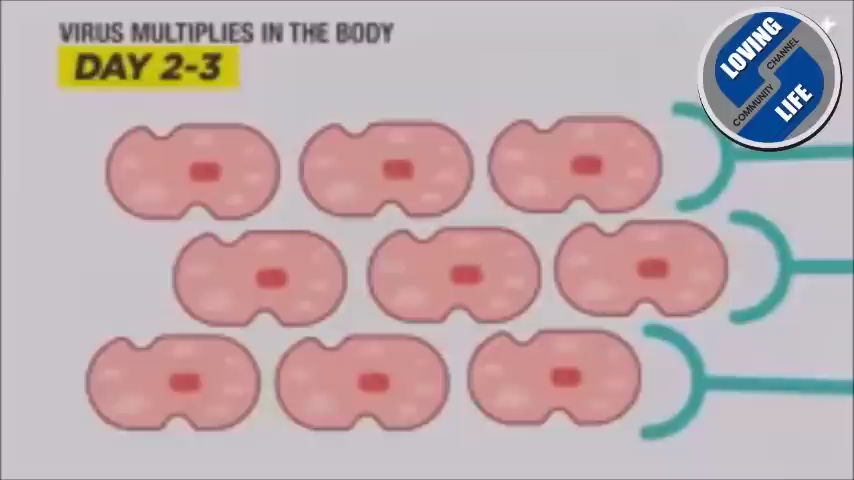 VIRUS MULTIPLIES IN THE BODY
DAY 2-3
LOVING
CHANNEL
COMMUNITY
LIFE